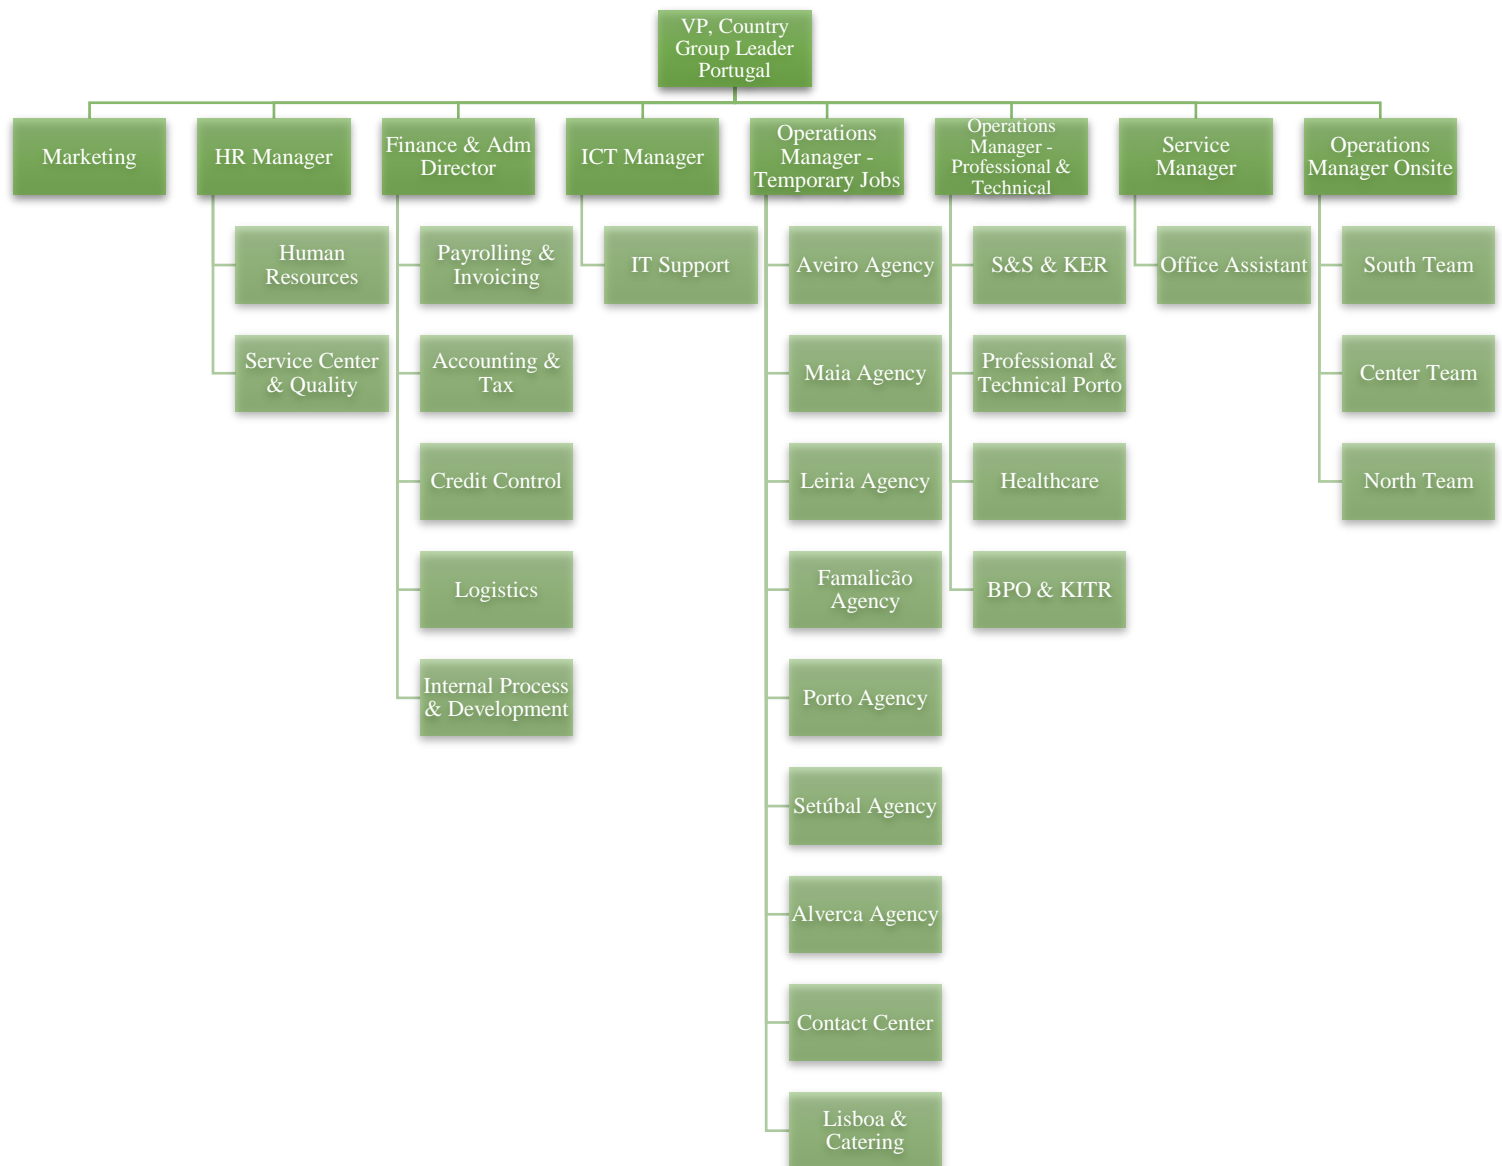 VP, Country
Group Leader
Portugal
Marketing
HR Manager
Finance & Adm
Director
ICT Manager
Operations
Manager -
Temporary Jobs
Operations
Manager -
Professional &
Technical
Service
Manager
Operations
Manager Onsite
Human
Resources
Service Center
& Quality
Payrolling &
Invoicing
Accounting &
Tax
Credit Control
Logistics
Internal Process
& Development
IT Support
Aveiro Agency
Maia Agency
Leiria Agency
Famalicão
Agency
Porto Agency
Setúbal Agency
Alverca Agency
Contact Center
Lisboa &
Catering
S&S & KER
Professional &
Technical Porto
Healthcare
BPO & KITR
Office Assistant
South Team
Center Team
North Team